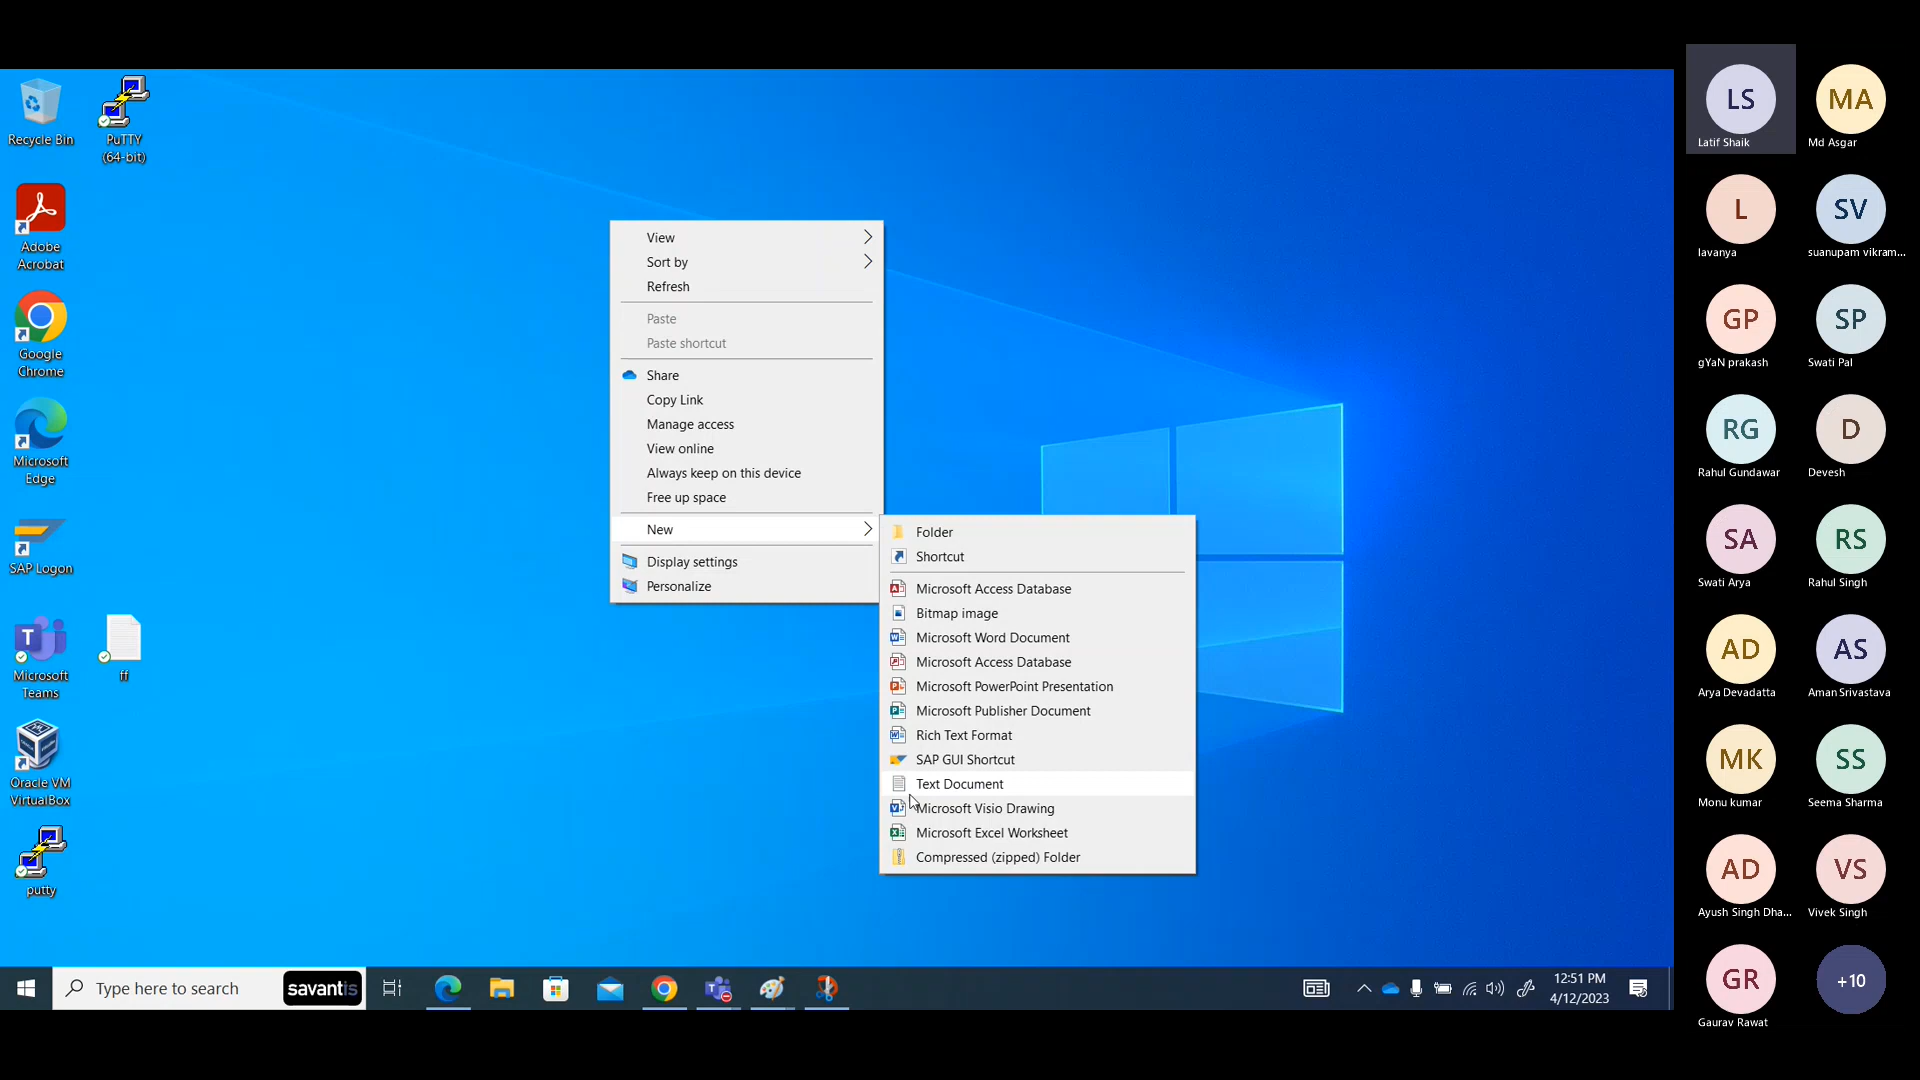 Recycle Bin
PuTTY
(64-bit)
Adobe
Acrobat
Google
Chrome
Microsoft
Edge
SAP Logon
Microsoft
Teams
ff
Oracle VM
VirtualBox
putty
View
Sort by
Refresh
Paste
Paste shortcut
Share
Copy Link
Manage access
View online
Always keep on this device
Free up space
New
Display settings
Personalize
Folder
Shortcut
Microsoft Access Database
Bitmap image
Microsoft Word Document
Microsoft Access Database
Microsoft PowerPoint Presentation
Microsoft Publisher Document
Rich Text Format
SAP GUI Shortcut
Text Document
Microsoft Visio Drawing
Microsoft Excel Worksheet
Compressed (zipped) Folder
Type here to search
savantis
12:51 PM
4/12/2023
LS
Latif Shaik
MA
Md Asgar
L
lavanya
SV
suanupam vikram...
GP
gYaN prakash
SP
Swati Pal
RG
Rahul Gundawar
D
Devesh
SA
Swati Arya
RS
Rahul Singh
AD
Arya Devadatta
AS
Aman Srivastava
MK
Monu kumar
SS
Seema Sharma
AD
Ayush Singh Dha...
VS
Vivek Singh
GR
Gaurav Rawat
+10